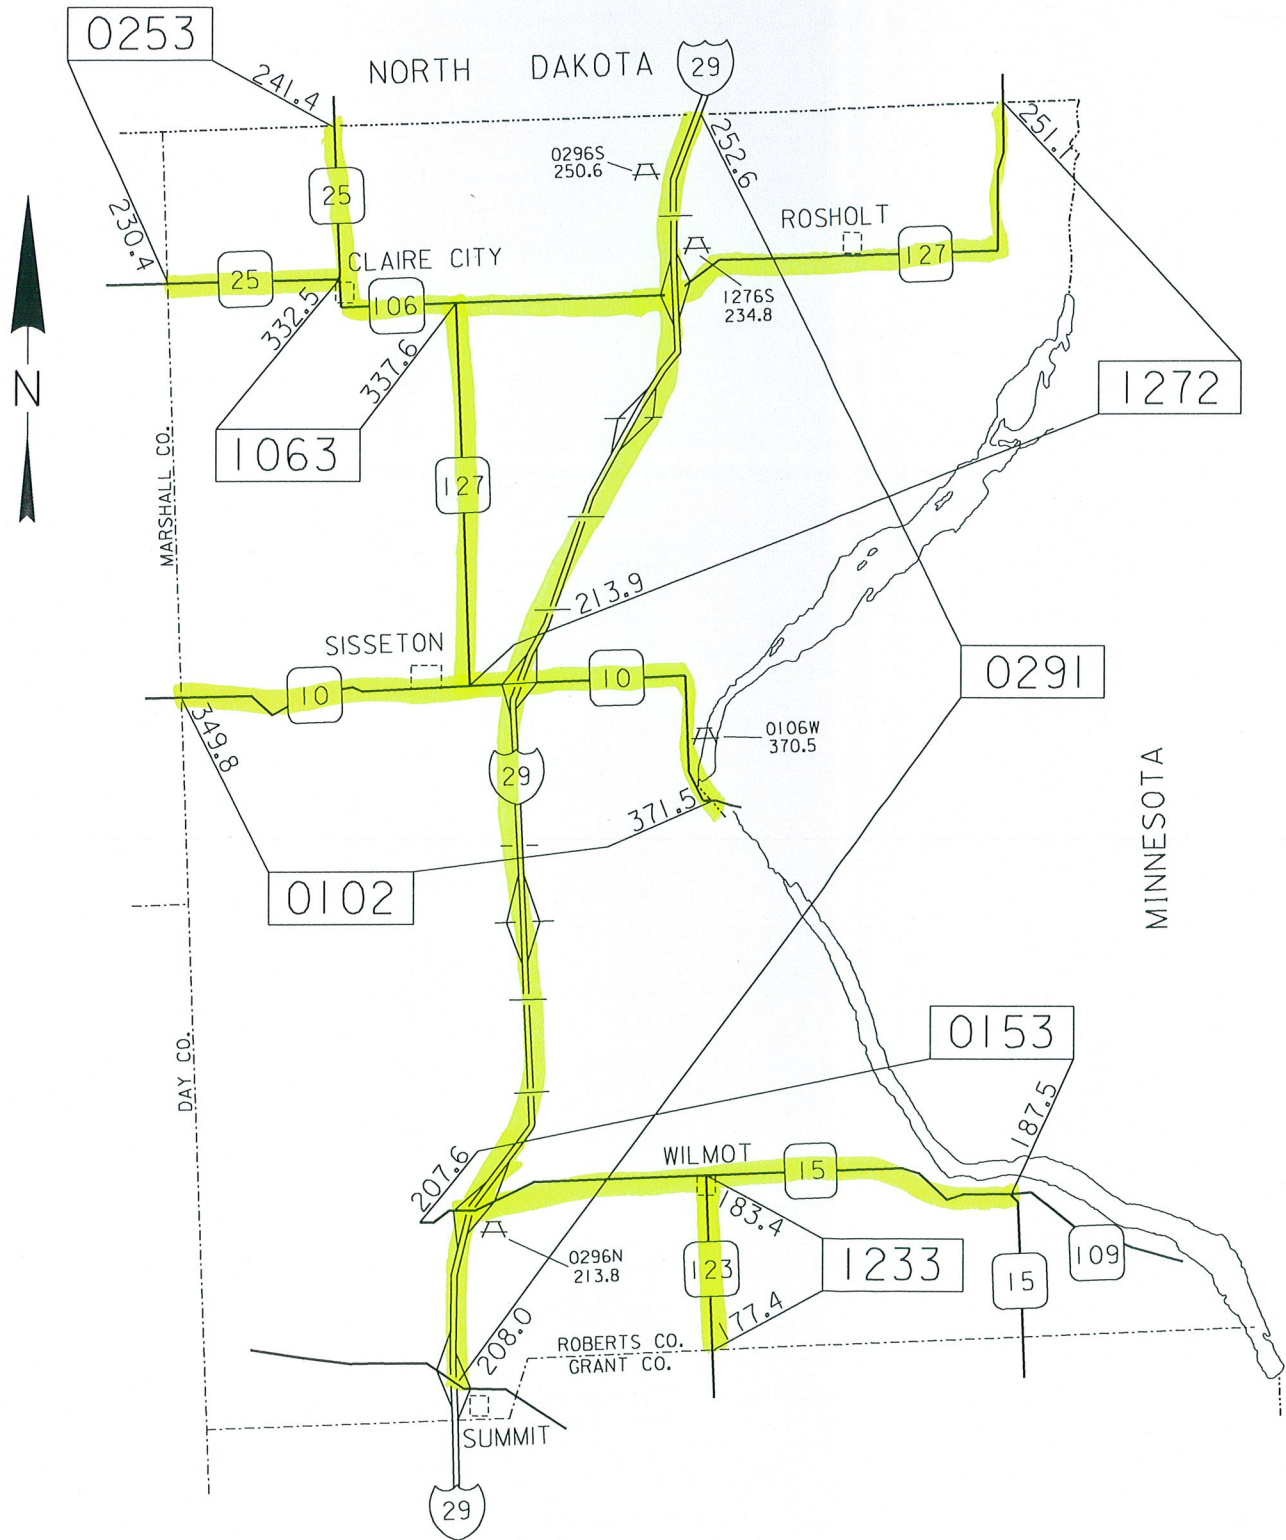 0253
NORTH DAKOTA
29
241.4
252.6
251.1
0296S
250.6
25
ROSHOLT
230.4
25
CLAIRE CITY
127
1276S
234.8
106
332.5
337.6
N
1272
1063
MARSHALL CO.
127
213.9
SISSETON
0291
10
10
349.8
0106W
370.5
29
371.5
MINNESOTA
0102
0153
DAY CO.
187.5
207.6
WILMOT
15
183.4
0296N
213.8
123
1233
15
109
177.4
208.0
ROBERTS CO.
GRANT CO.
SUMMIT
29